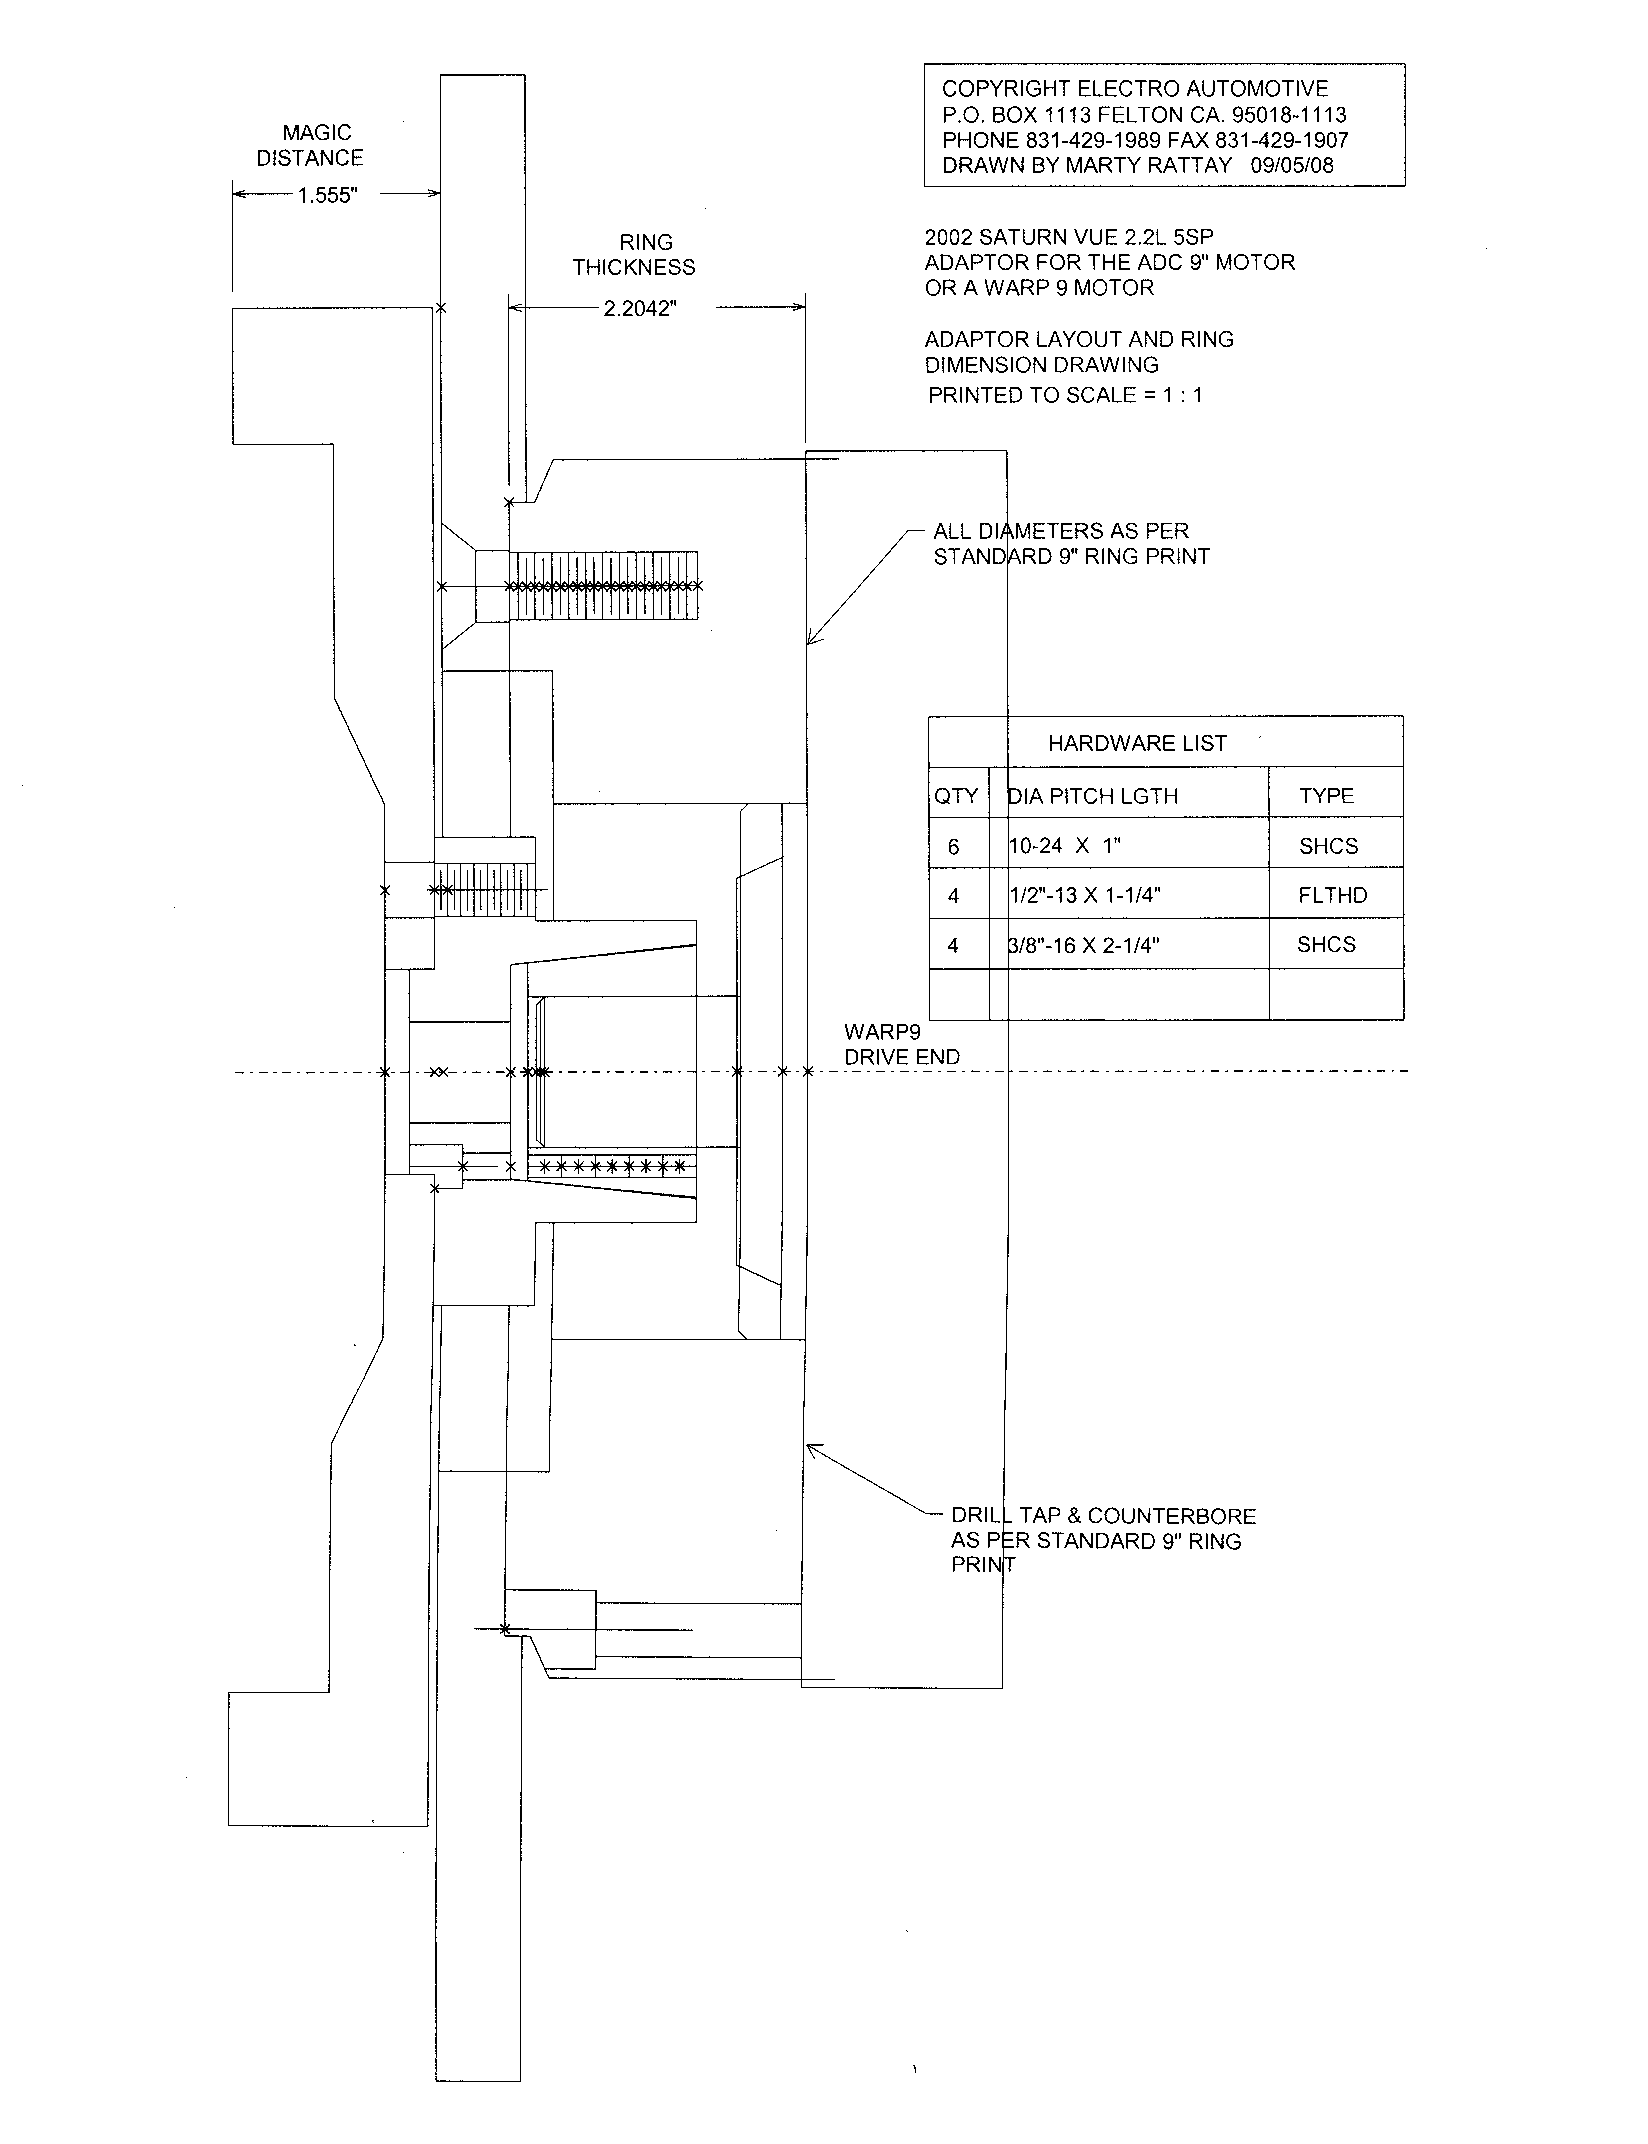 COPYRIGHT ELECTRO AUTOMOTIVE
P.O. BOX 1113 FELTON CA. 95018-1113
PHONE 831-429-1989 FAX 831-429-1907
DRAWN BY MARTY RATTAY 09/05/08
MAGIC
DISTANCE
1.555"
RING
THICKNESS
2.2042"
2002 SATURN VUE 2.2L 5SP
ADAPTOR FOR THE ADC 9" MOTOR
OR A WARP 9 MOTOR
ADAPTOR LAYOUT AND RING
DIMENSION DRAWING
PRINTED TO SCALE = 1 : 1
ALL DIAMETERS AS PER
STANDARD 9" RING PRINT
HARDWARE LIST
QTY DIA PITCH LGTH TYPE
6 10-24 X 1" SHCS
4 1/2"-13 X 1-1/4" FLTHD
4 3/8"-16 X 2-1/4" SHCS
WARP9
DRIVE END
DRILL TAP & COUNTERBORE
AS PER STANDARD 9" RING
PRINT